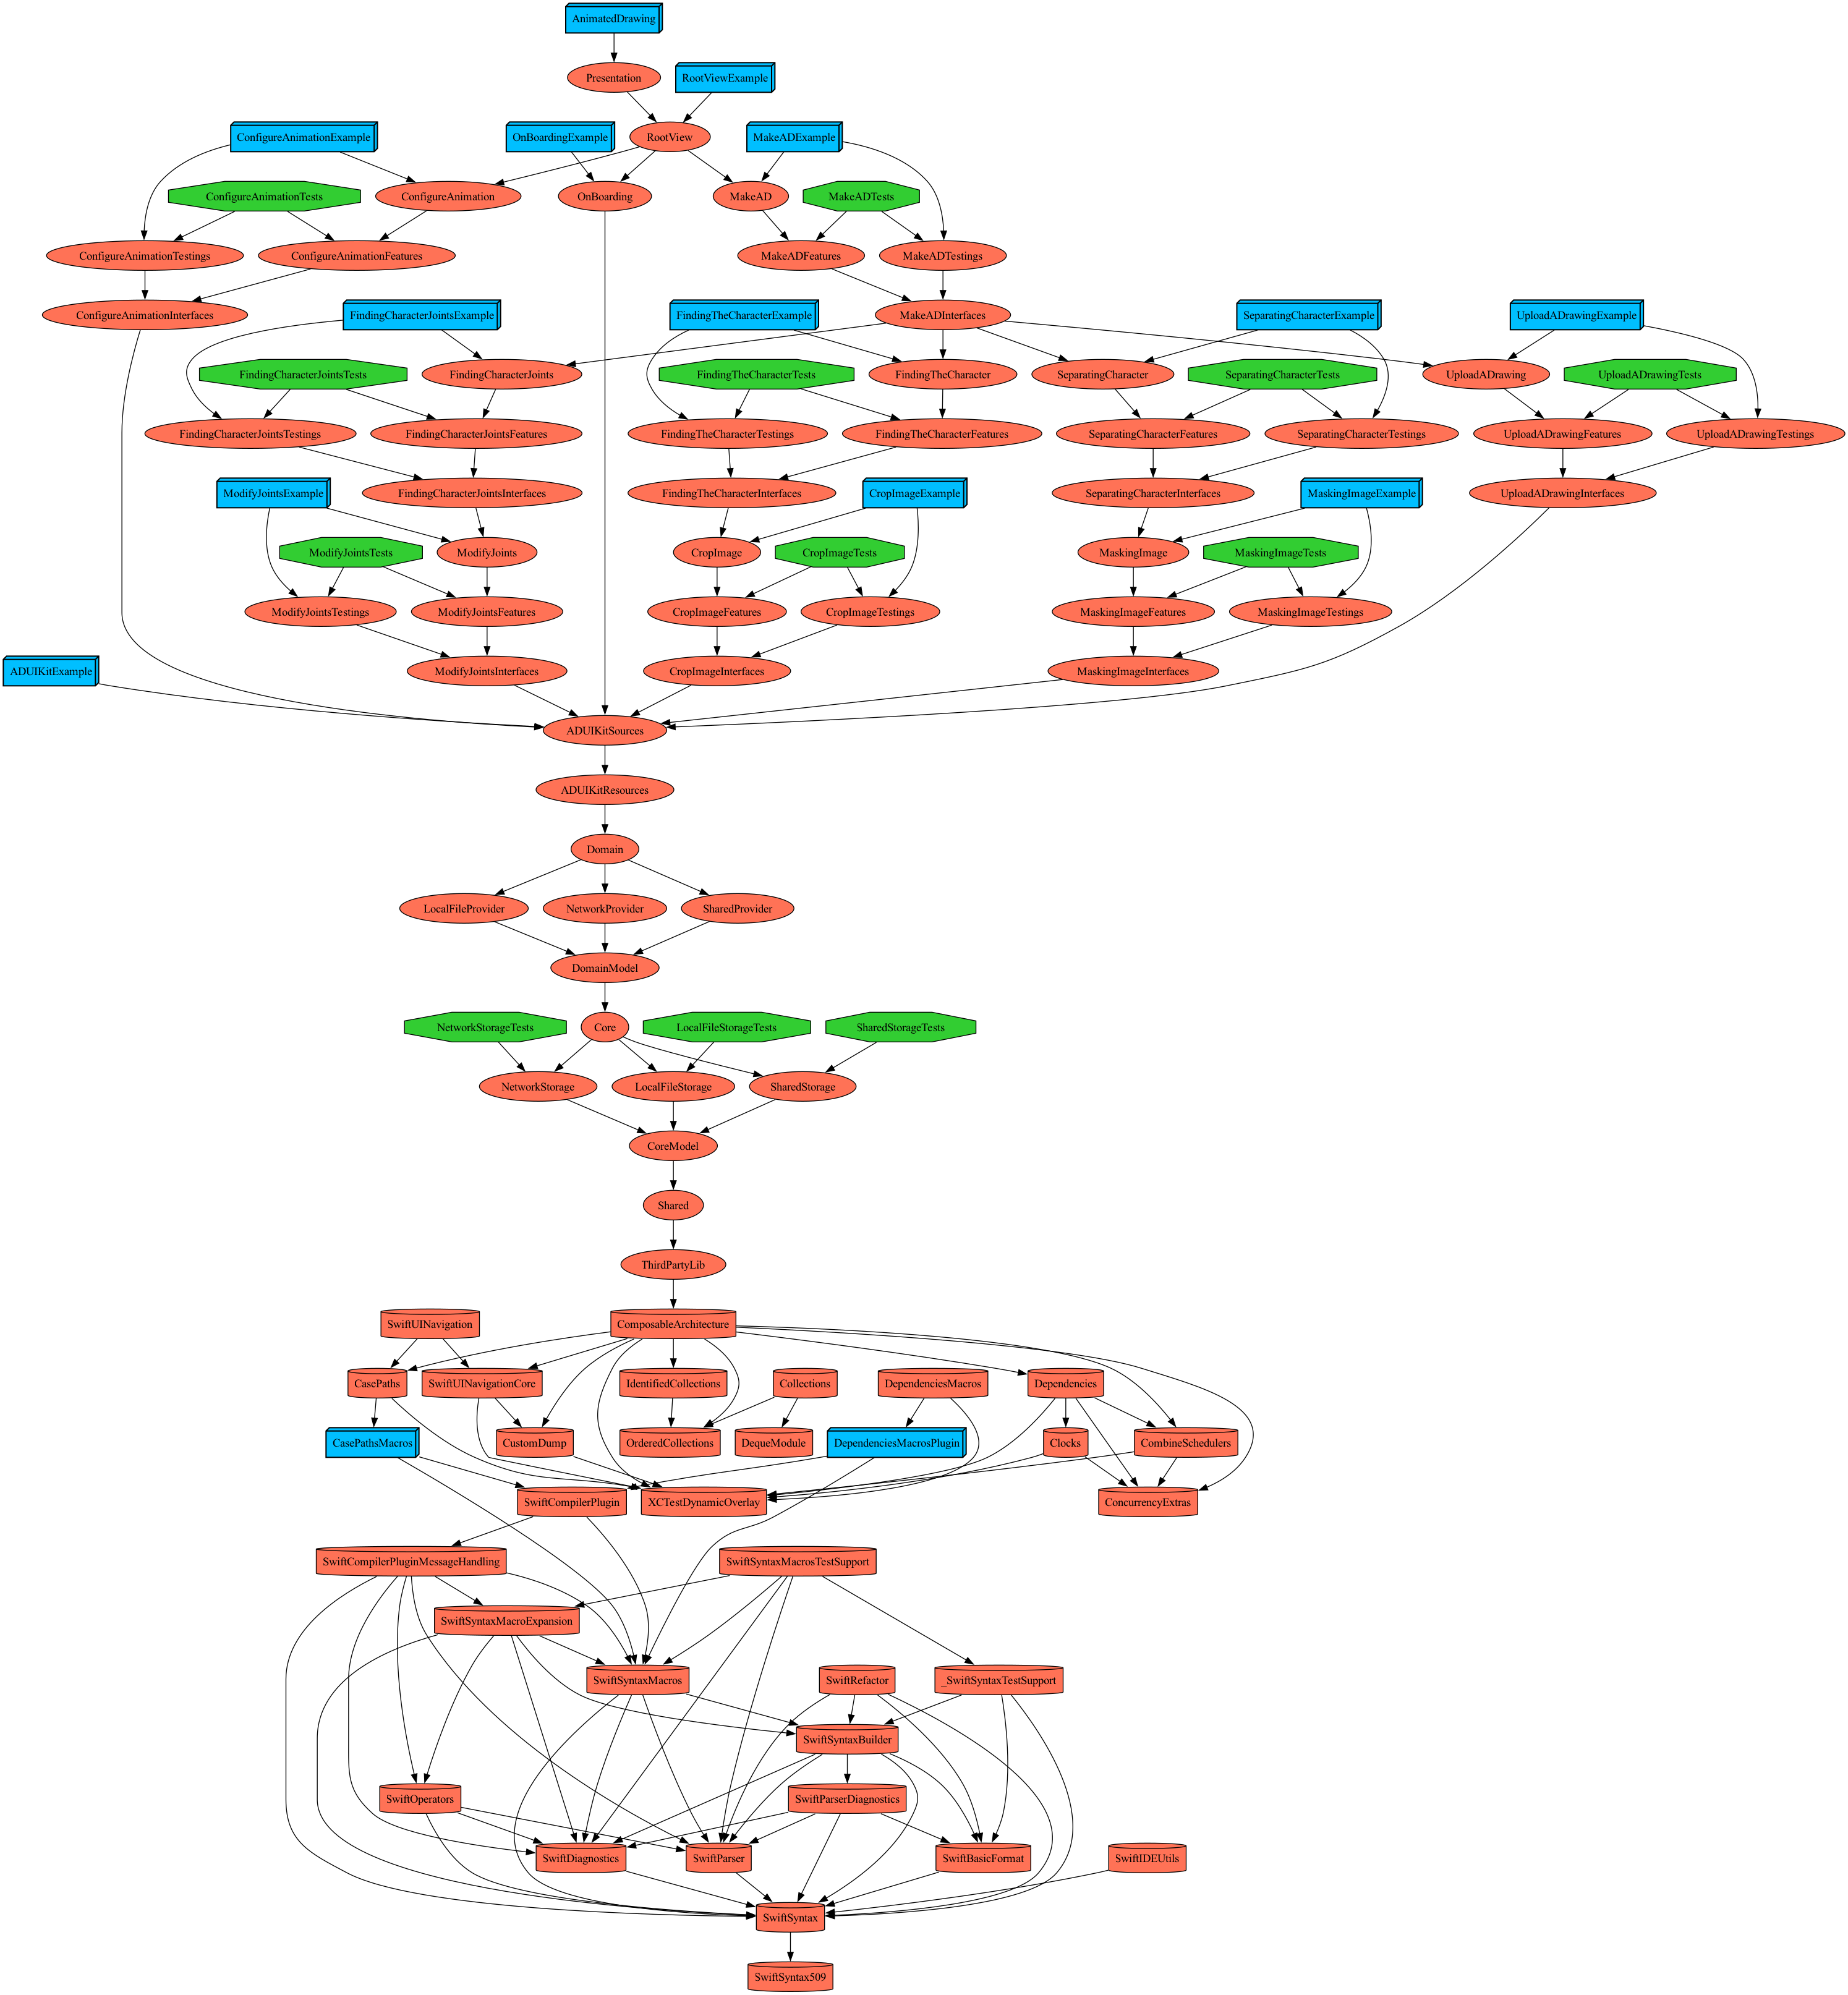 AnimatedDrawing
Presentation
RootViewExample
ConfigureAnimationExample
OnBoardingExample
RootView
MakeADExample
ConfigureAnimationTests
ConfigureAnimation
OnBoarding
MakeAD
MakeADTests
ConfigureAnimationTestings
ConfigureAnimationFeatures
MakeADFeatures
MakeADTestings
ConfigureAnimationInterfaces
FindingCharacterJointsExample
FindingTheCharacterExample
MakeADInterfaces
SeparatingCharacterExample
UploadADrawingExample
FindingCharacterJointsTests
FindingCharacterJoints
FindingTheCharacterTests
FindingTheCharacter
SeparatingCharacter
SeparatingCharacterTests
UploadADrawing
UploadADrawingTests
FindingCharacterJointsTestings
FindingCharacterJointsFeatures
FindingTheCharacterTestings
FindingTheCharacterFeatures
SeparatingCharacterFeatures
SeparatingCharacterTestings
UploadADrawingFeatures
UploadADrawingTestings
ModifyJointsExample
FindingCharacterJointsInterfaces
FindingTheCharacterInterfaces
CropImageExample
SeparatingCharacterInterfaces
MaskingImageExample
UploadADrawingInterfaces
ModifyJointsTests
ModifyJoints
CropImage
CropImageTests
MaskingImage
MaskingImageTests
ModifyJointsTestings
ModifyJointsFeatures
CropImageFeatures
CropImageTestings
MaskingImageFeatures
MaskingImageTestings
ADUIKitExample
ModifyJointsInterfaces
CropImageInterfaces
MaskingImageInterfaces
ADUIKitSources
ADUIKitResources
Domain
LocalFileProvider
NetworkProvider
SharedProvider
DomainModel
NetworkStorageTests
Core
LocalFileStorageTests
SharedStorageTests
NetworkStorage
LocalFileStorage
SharedStorage
CoreModel
Shared
ThirdPartyLib
SwiftUINavigation
ComposableArchitecture
CasePaths
SwiftUINavigationCore
IdentifiedCollections
Collections
DependenciesMacros
Dependencies
CasePathsMacros
CustomDump
OrderedCollections
DequeModule
DependenciesMacrosPlugin
Clocks
CombineSchedulers
SwiftCompilerPlugin
XCTestDynamicOverlay
ConcurrencyExtras
SwiftCompilerPluginMessageHandling
SwiftSyntaxMacrosTestSupport
SwiftSyntaxMacroExpansion
SwiftSyntaxMacros
SwiftRefactor
_SwiftSyntaxTestSupport
SwiftSyntaxBuilder
SwiftOperators
SwiftParserDiagnostics
SwiftDiagnostics
SwiftParser
SwiftBasicFormat
SwiftIDEUtils
SwiftSyntax
SwiftSyntax509